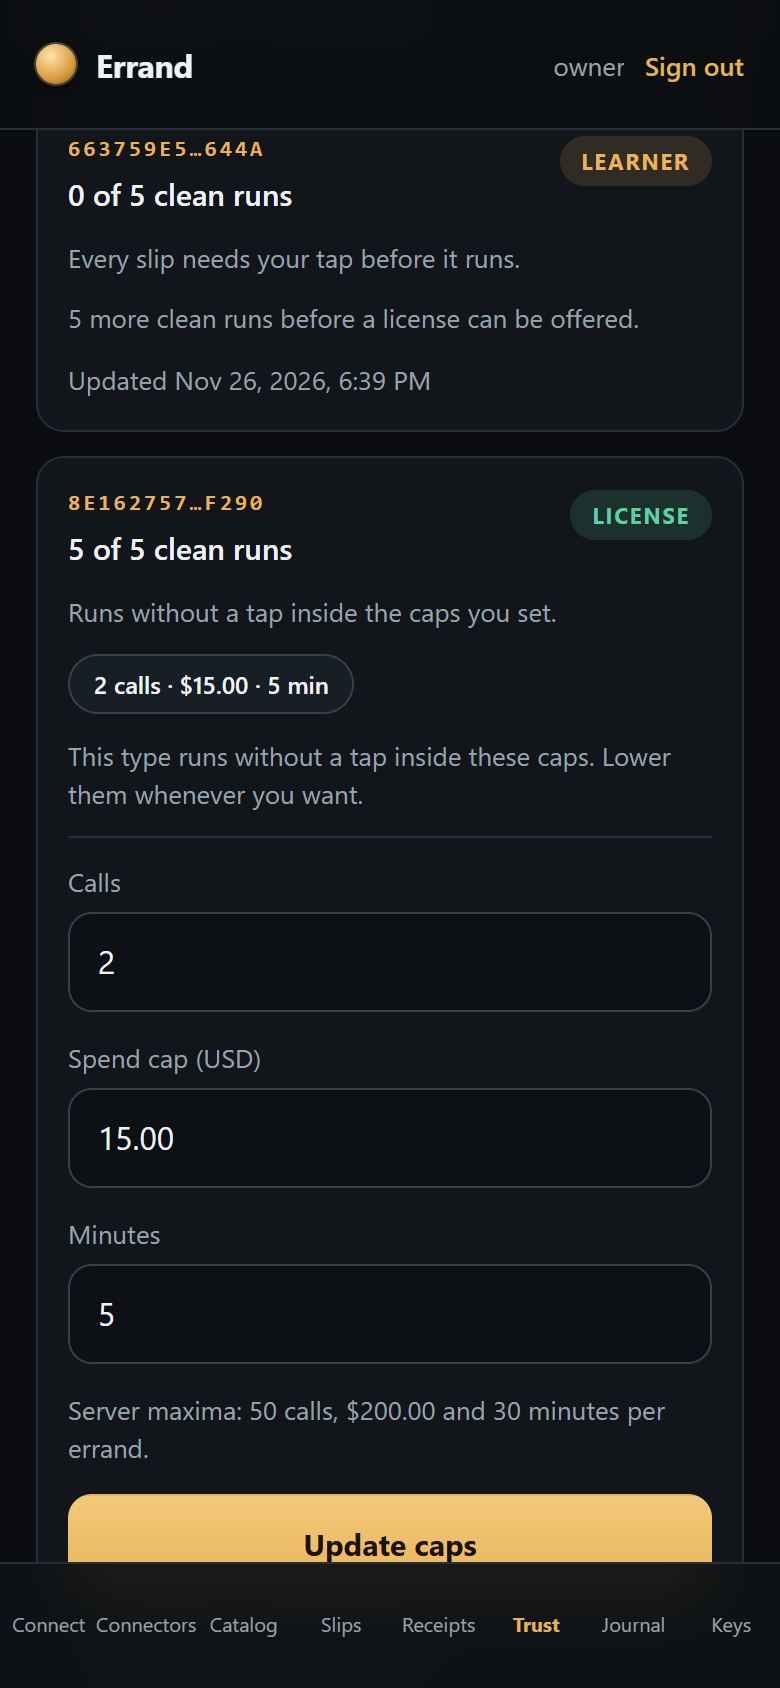 Errand
owner Sign out
663759E5…644A
LEARNER
0 of 5 clean runs
Every slip needs your tap before it runs.
5 more clean runs before a license can be offered.
Updated Nov 26, 2026, 6:39 PM
8E162757…F290
LICENSE
5 of 5 clean runs
Runs without a tap inside the caps you set.
2 calls · $15.00 · 5 min
This type runs without a tap inside these caps. Lower
them whenever you want.
Calls
2
Spend cap (USD)
15.00
Minutes
5
Server maxima: 50 calls, $200.00 and 30 minutes per
errand.
Update caps
Connect Connectors Catalog Slips Receipts Trust Journal Keys